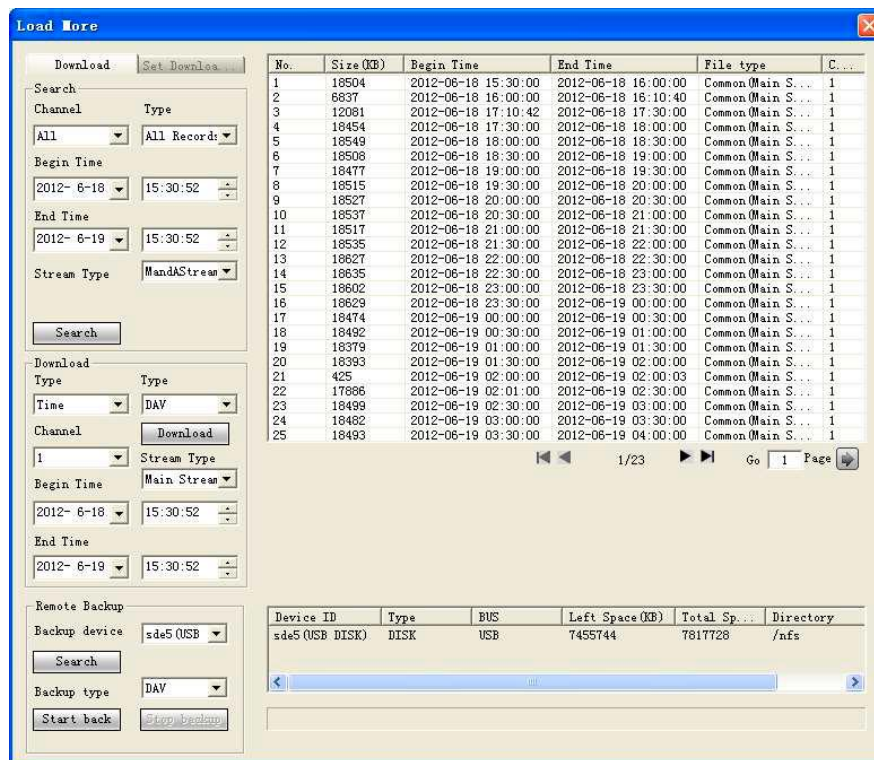 Load More
Download Set Downloa...
Search
Channel Type
All All Records
Begin Time
2012- 6-18 15:30:52
End Time
2012- 6-19 15:30:52
Stream Type MandAStream
Search
Download
Type Type
Time DAV
Channel Download
1 Stream Type
Begin Time Main Stream
2012- 6-18 15:30:52
End Time
2012- 6-19 15:30:52
Remote Backup
Backup device sde5(USB
Search
Backup type DAV
Start back Stop backup
No. Size(KB) Begin Time End Time File type C...
1 18504 2012-06-18 15:30:00 2012-06-18 16:00:00 Common(Main S... 1
2 6837 2012-06-18 16:00:00 2012-06-18 16:10:40 Common(Main S... 1
3 12081 2012-06-18 17:10:42 2012-06-18 17:30:00 Common(Main S... 1
4 18454 2012-06-18 17:30:00 2012-06-18 18:00:00 Common(Main S... 1
5 18549 2012-06-18 18:00:00 2012-06-18 18:30:00 Common(Main S... 1
6 18508 2012-06-18 18:30:00 2012-06-18 19:00:00 Common(Main S... 1
7 18477 2012-06-18 19:00:00 2012-06-18 19:30:00 Common(Main S... 1
8 18515 2012-06-18 19:30:00 2012-06-18 20:00:00 Common(Main S... 1
9 18527 2012-06-18 20:00:00 2012-06-18 20:30:00 Common(Main S... 1
10 18537 2012-06-18 20:30:00 2012-06-18 21:00:00 Common(Main S... 1
11 18517 2012-06-18 21:00:00 2012-06-18 21:30:00 Common(Main S... 1
12 18535 2012-06-18 21:30:00 2012-06-18 22:00:00 Common(Main S... 1
13 18627 2012-06-18 22:00:00 2012-06-18 22:30:00 Common(Main S... 1
14 18635 2012-06-18 22:30:00 2012-06-18 23:00:00 Common(Main S... 1
15 18602 2012-06-18 23:00:00 2012-06-18 23:30:00 Common(Main S... 1
16 18629 2012-06-18 23:30:00 2012-06-19 00:00:00 Common(Main S... 1
17 18474 2012-06-19 00:00:00 2012-06-19 00:30:00 Common(Main S... 1
18 18492 2012-06-19 00:30:00 2012-06-19 01:00:00 Common(Main S... 1
19 18379 2012-06-19 01:00:00 2012-06-19 01:30:00 Common(Main S... 1
20 18393 2012-06-19 01:30:00 2012-06-19 02:00:00 Common(Main S... 1
21 425 2012-06-19 02:00:00 2012-06-19 02:00:03 Common(Main S... 1
22 17886 2012-06-19 02:01:00 2012-06-19 02:30:00 Common(Main S... 1
23 18499 2012-06-19 02:30:00 2012-06-19 03:00:00 Common(Main S... 1
24 18482 2012-06-19 03:00:00 2012-06-19 03:30:00 Common(Main S... 1
25 18493 2012-06-19 03:30:00 2012-06-19 04:00:00 Common(Main S... 1
1/23 Go 1 Page
Device ID Type BUS Left Space(KB) Total Sp... Directory
sde5(USB DISK) DISK USB 7455744 7817728 /nfs